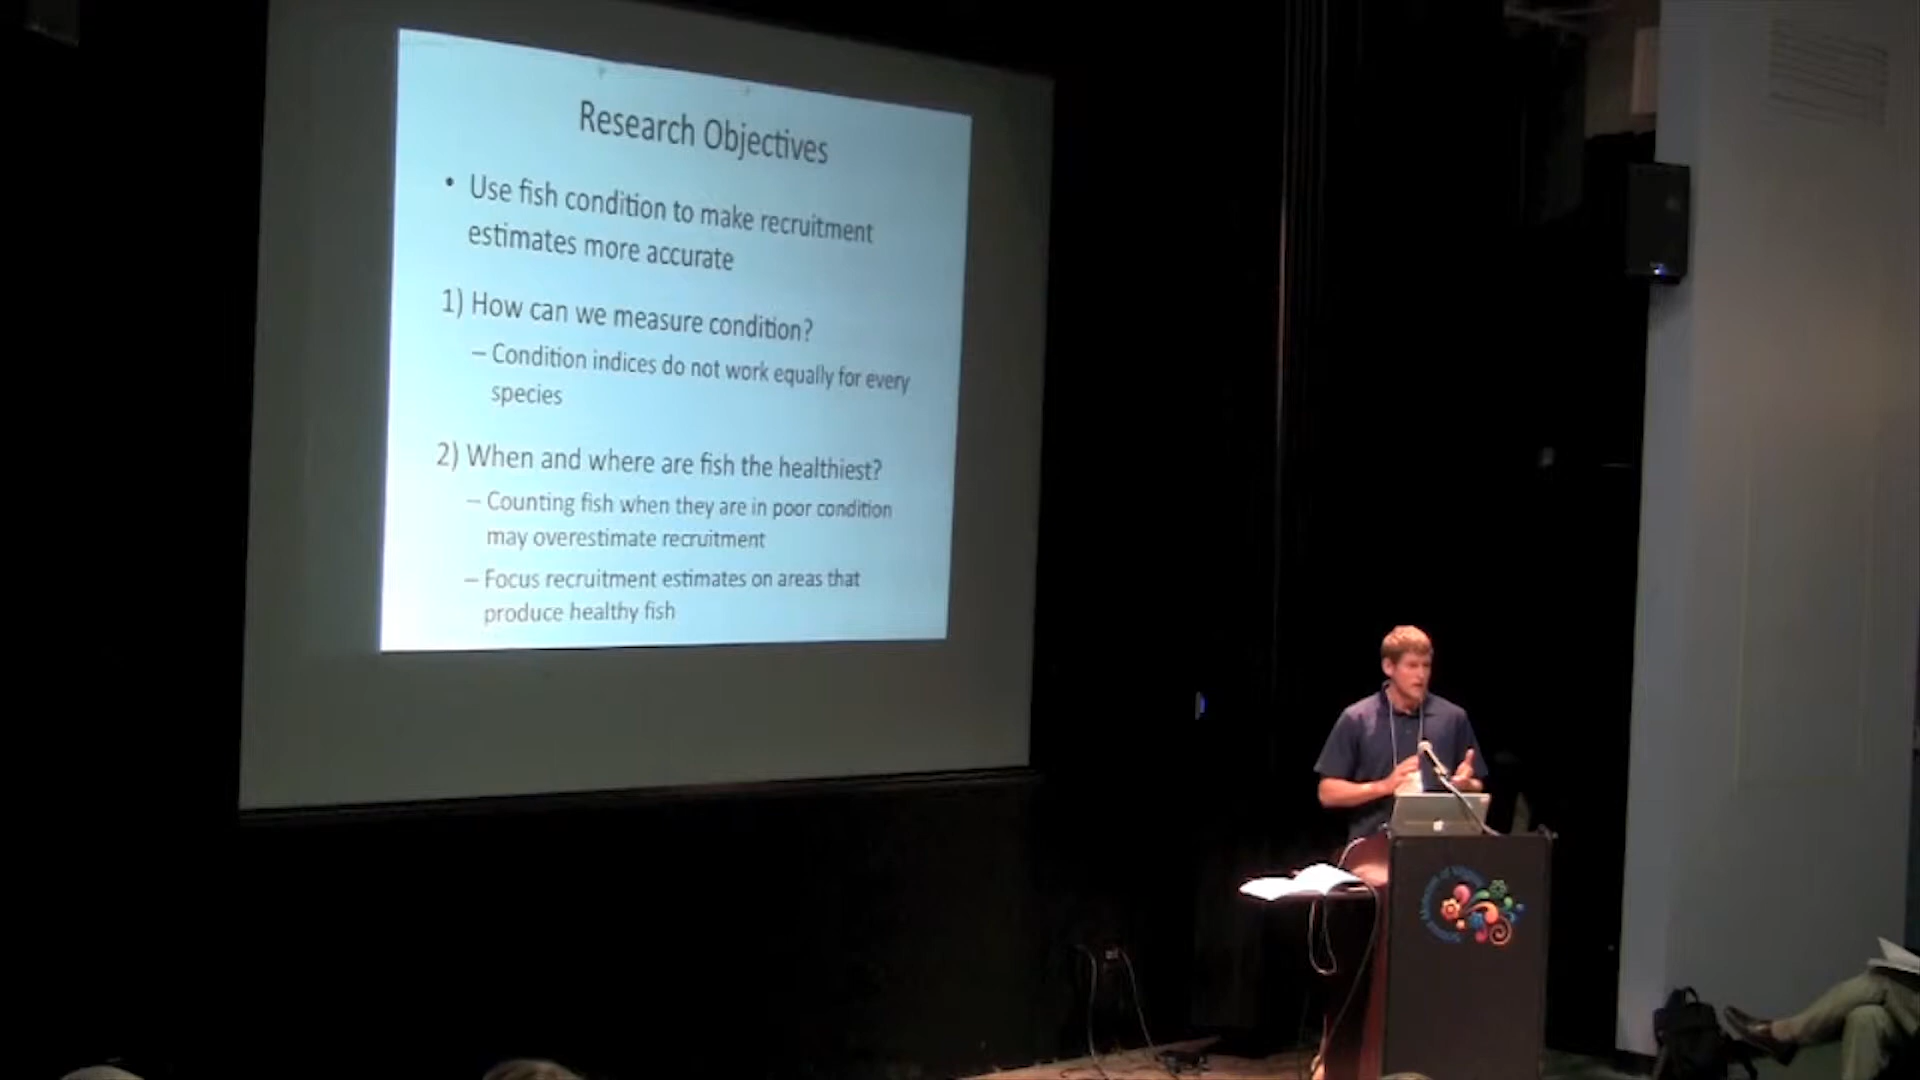 Research Objectives
• Use fish condition to make recruitment
estimates more accurate
1) How can we measure condition?
– Condition indices do not work equally for every
species
2) When and where are fish the healthiest?
– Counting fish when they are in poor condition
may overestimate recruitment
– Focus recruitment estimates on areas that
produce healthy fish